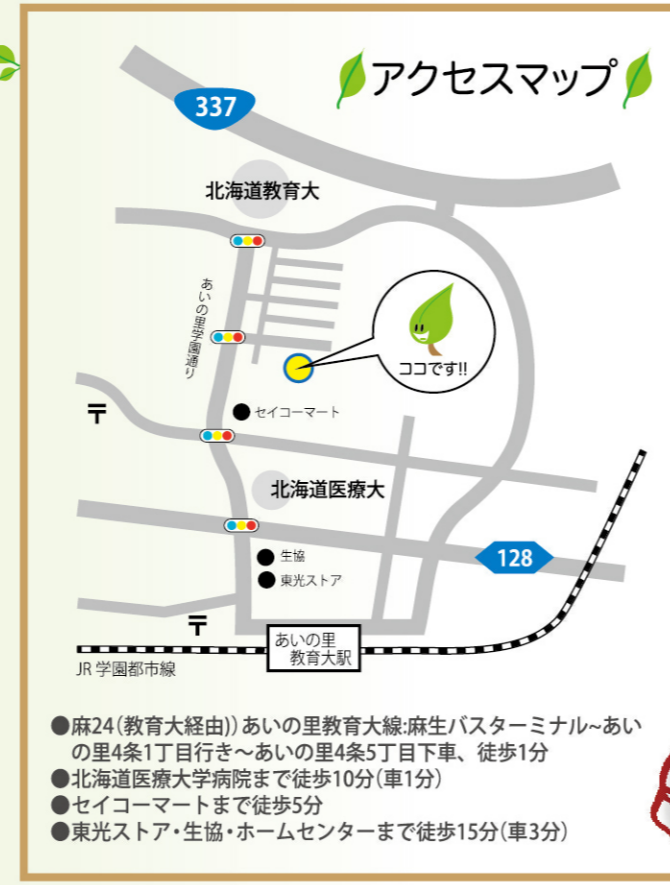 アクセスマップ
337
北海道教育大
あいの里学園通り
ココです!!
〒
セイコーマート
北海道医療大
128
生協
東光ストア
〒
あいの里
教育大駅
JR 学園都市線
●麻24(教育大経由))あいの里教育大線:麻生バスターミナル~あい
の里4条1丁目行き～あいの里4条5丁目下車、徒歩1分
●北海道医療大学病院まで徒歩10分(車1分)
●セイコーマートまで徒歩5分
●東光ストア・生協・ホームセンターまで徒歩15分(車3分)